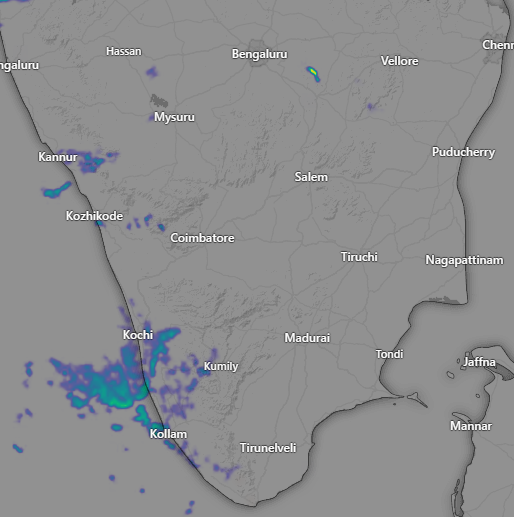 Hassan
Bengaluru
Chenn
ngaluru
Vellore
Mysuru
Kannur
Puducherry
Salem
Kozhikode
Coimbatore
Tiruchi
Nagapattinam
Kochi
Madurai
Tondi
Kumily
Jaffna
Mannar
Kollam
Tirunelveli